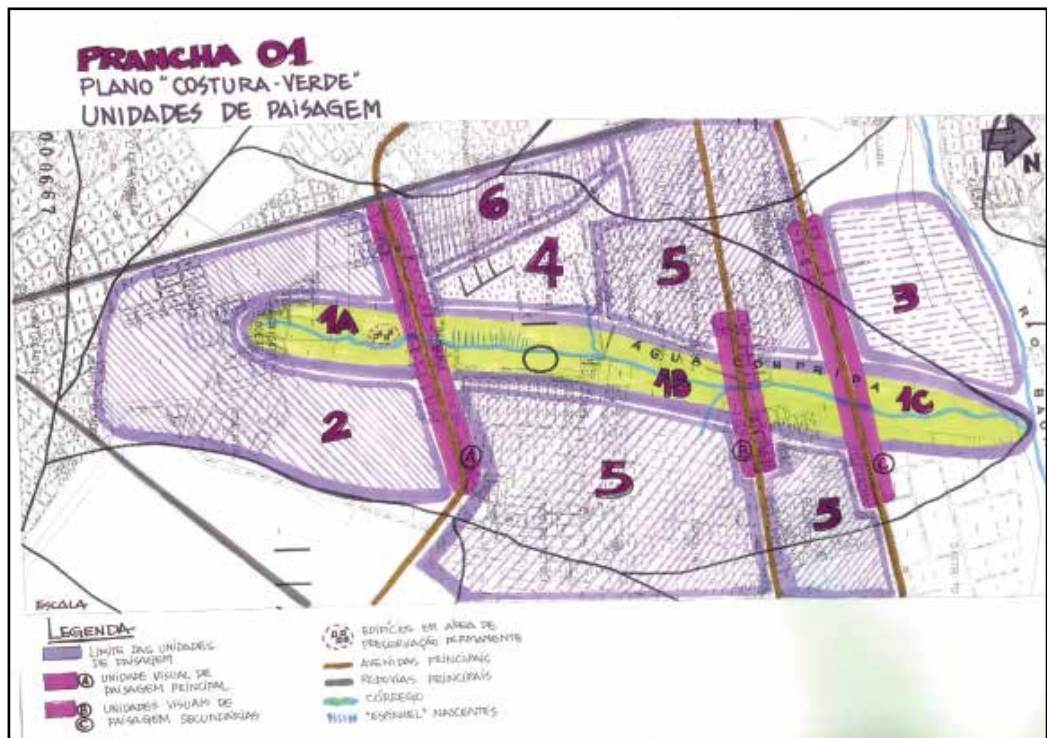 PRANCHA 01
PLANO "COSTURA-VERDE"
UNIDADES DE PAISAGEM
799000
N
6
4
5
3
1A
ÁGUA COMPRIDA
1B
1C
RIO
2
A
B
C
5
5
ESCALA
LEGENDA
LIMITE DAS UNIDADES
DE PAISAGEM
A UNIDADE VISUAL DE
PAISAGEM PRINCIPAL
B UNIDADES VISUAIS DE
C PAISAGEM SECUNDÁRIAS
EDIFÍCIOS EM ÁREA DE
PRESERVAÇÃO PERMANENTE
AVENIDAS PRINCIPAIS
RODOVIAS PRINCIPAIS
CÓRREGO
"ESPINHEL" NASCENTES